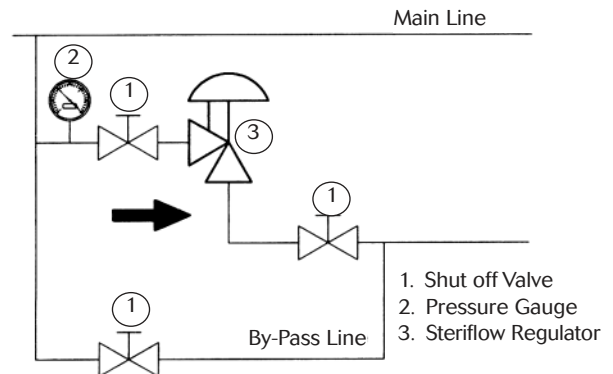 Main Line
2
1
3
1
1. Shut off Valve
2. Pressure Gauge
3. Steriflow Regulator
1
By-Pass Line